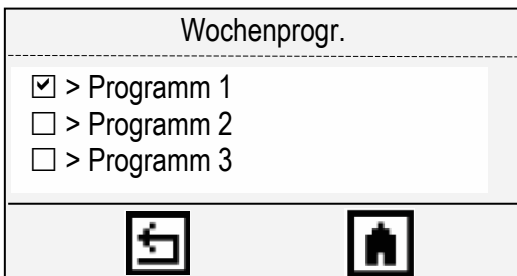 Wochenprogr.
☑ > Programm 1
☐ > Programm 2
☐ > Programm 3